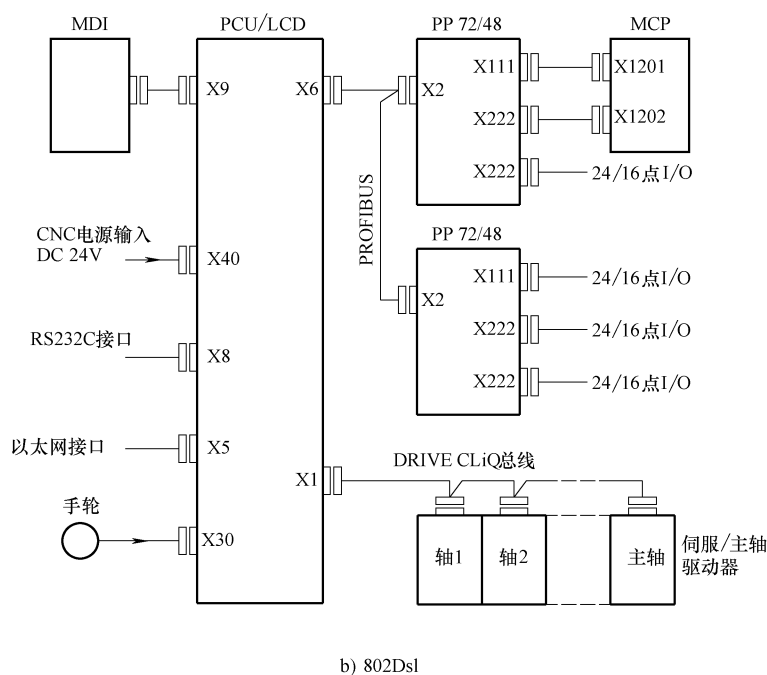 MDI
PCU/LCD
PP 72/48
MCP
X9
X6
X2
X111
X1201
X222
X1202
X222
24/16点I/O
PROFIBUS
CNC电源输入
DC 24V
X40
PP 72/48
X2
X111
24/16点I/O
X222
24/16点I/O
X222
24/16点I/O
RS232C接口
X8
以太网接口
X5
X1
DRIVE CLiQ总线
手轮
X30
轴1
轴2
主轴
伺服/主轴
驱动器
b) 802Dsl